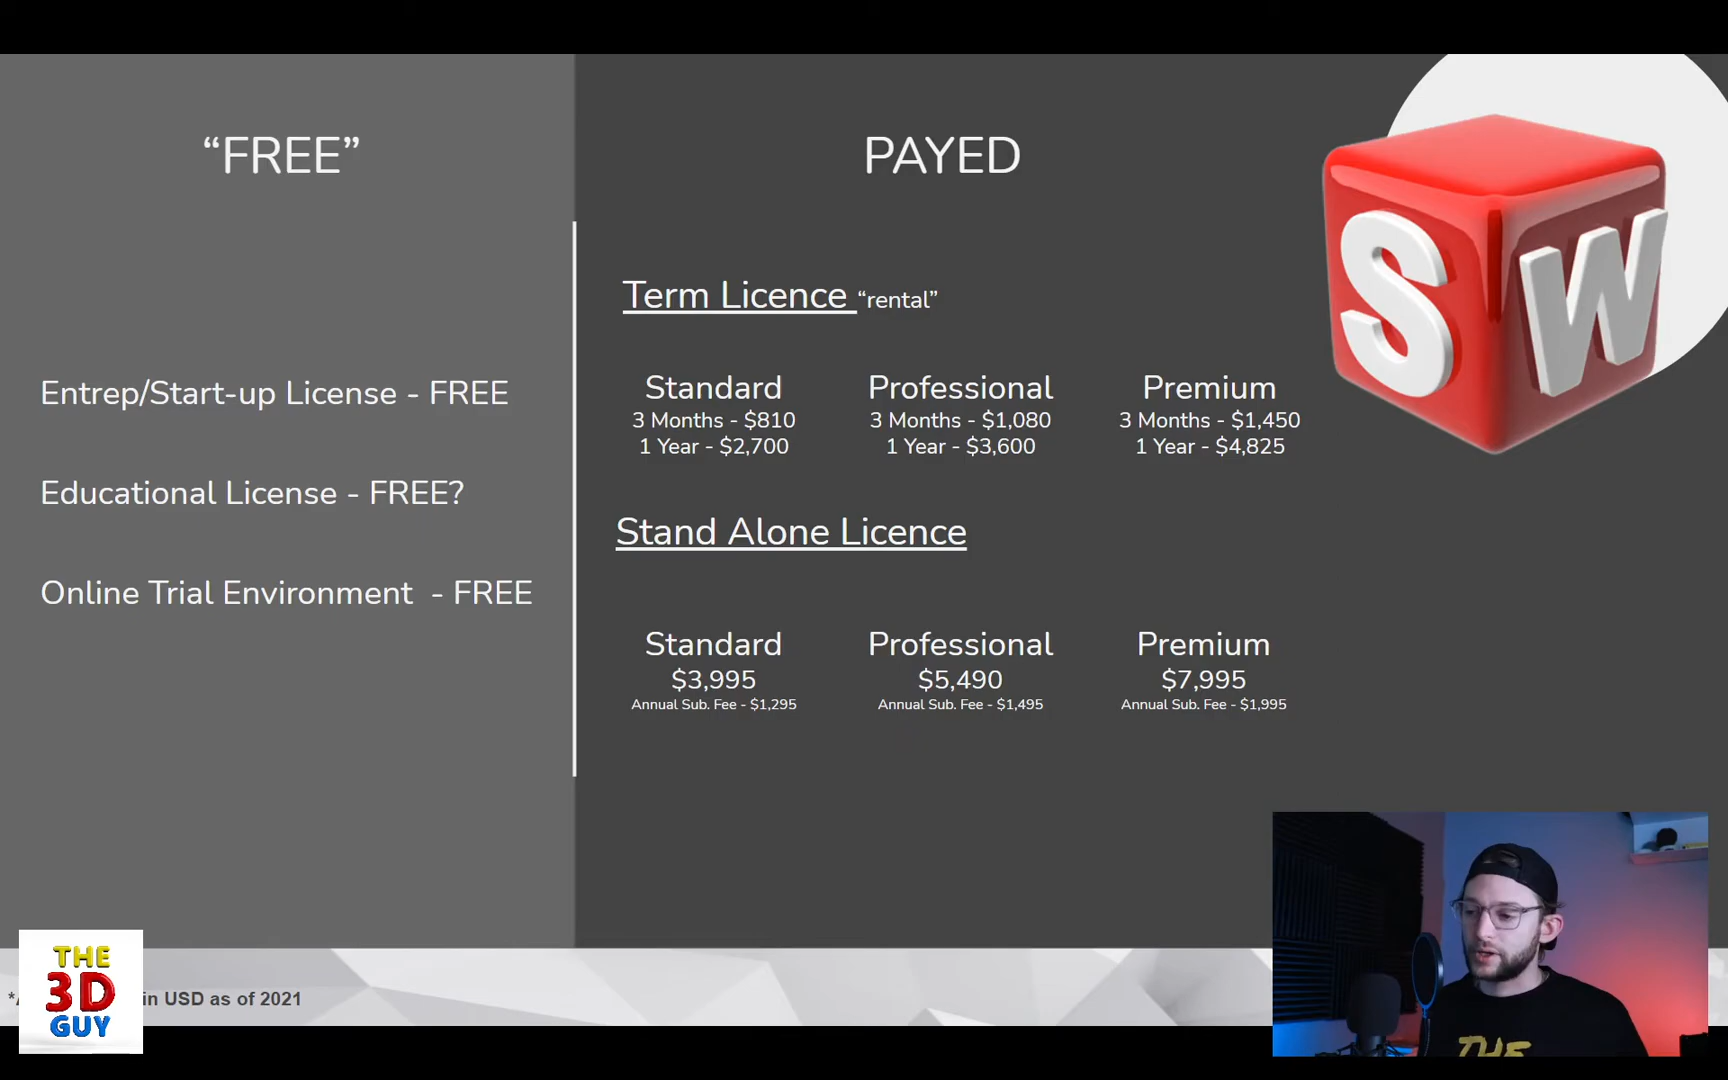 “FREE”
PAYED
Term Licence “rental”
Entrep/Start-up License - FREE
Educational License - FREE?
Online Trial Environment - FREE
Standard
3 Months - $810
1 Year - $2,700
Professional
3 Months - $1,080
1 Year - $3,600
Premium
3 Months - $1,450
1 Year - $4,825
Stand Alone Licence
Standard
$3,995
Annual Sub. Fee - $1,295
Professional
$5,490
Annual Sub. Fee - $1,495
Premium
$7,995
Annual Sub. Fee - $1,995
SW
THE
3D
GUY
in USD as of 2021
THE